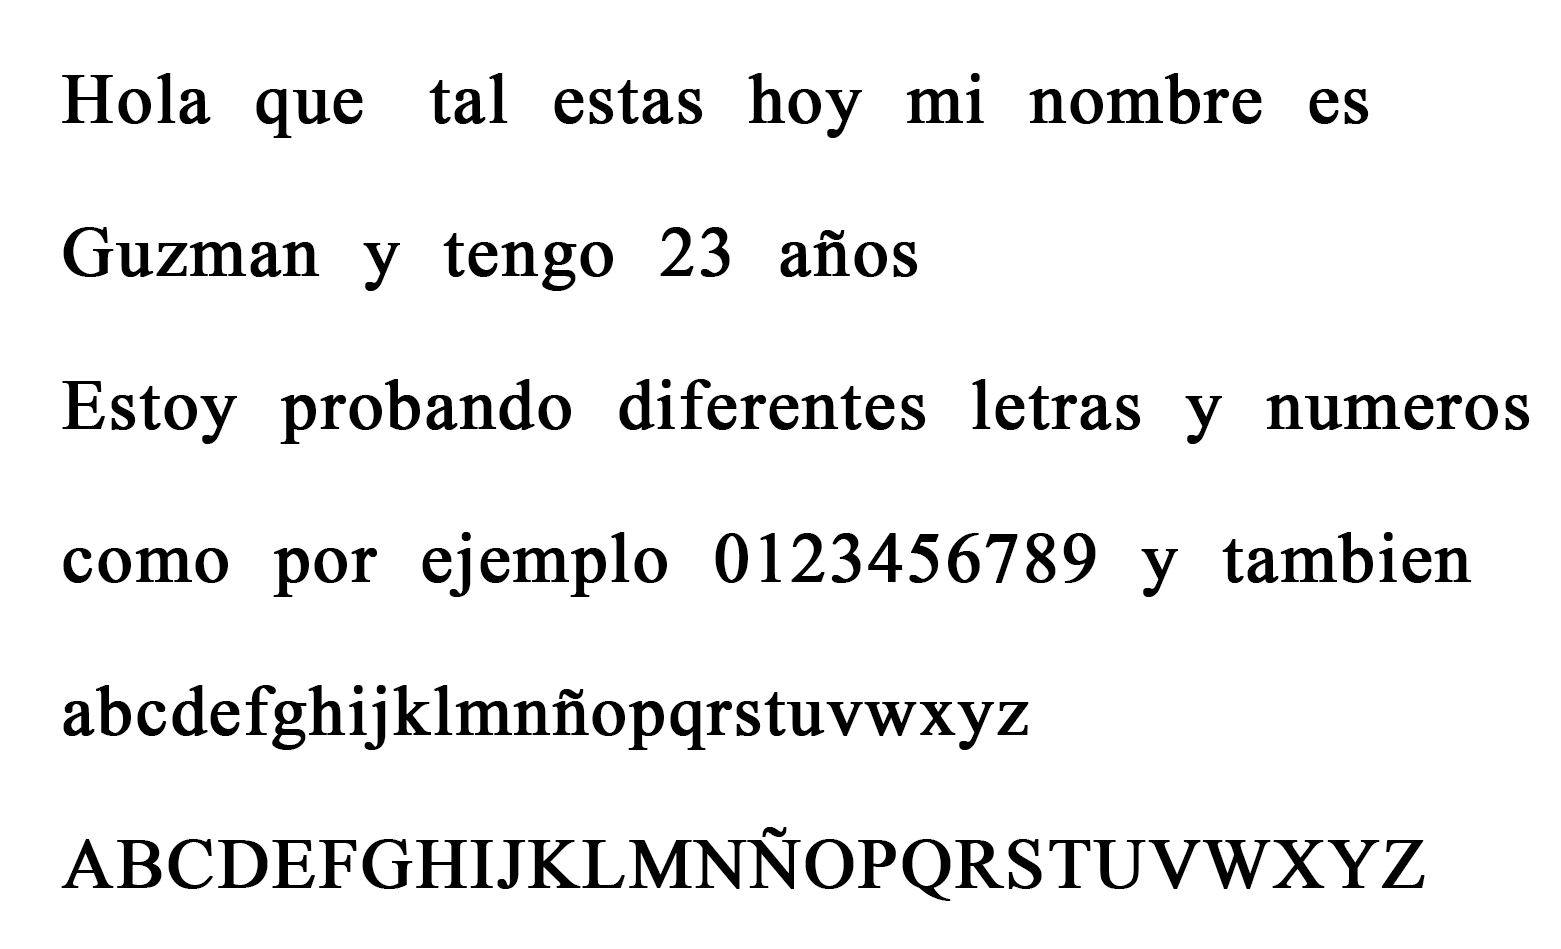 Hola que tal estas hoy mi nombre es
Guzman y tengo 23 años
Estoy probando diferentes letras y numeros
como por ejemplo 0123456789 y tambien
abcdefghijklmnñopqrstuvwxyz
ABCDEFGHIJKLMNÑOPQRSTUVWXYZ